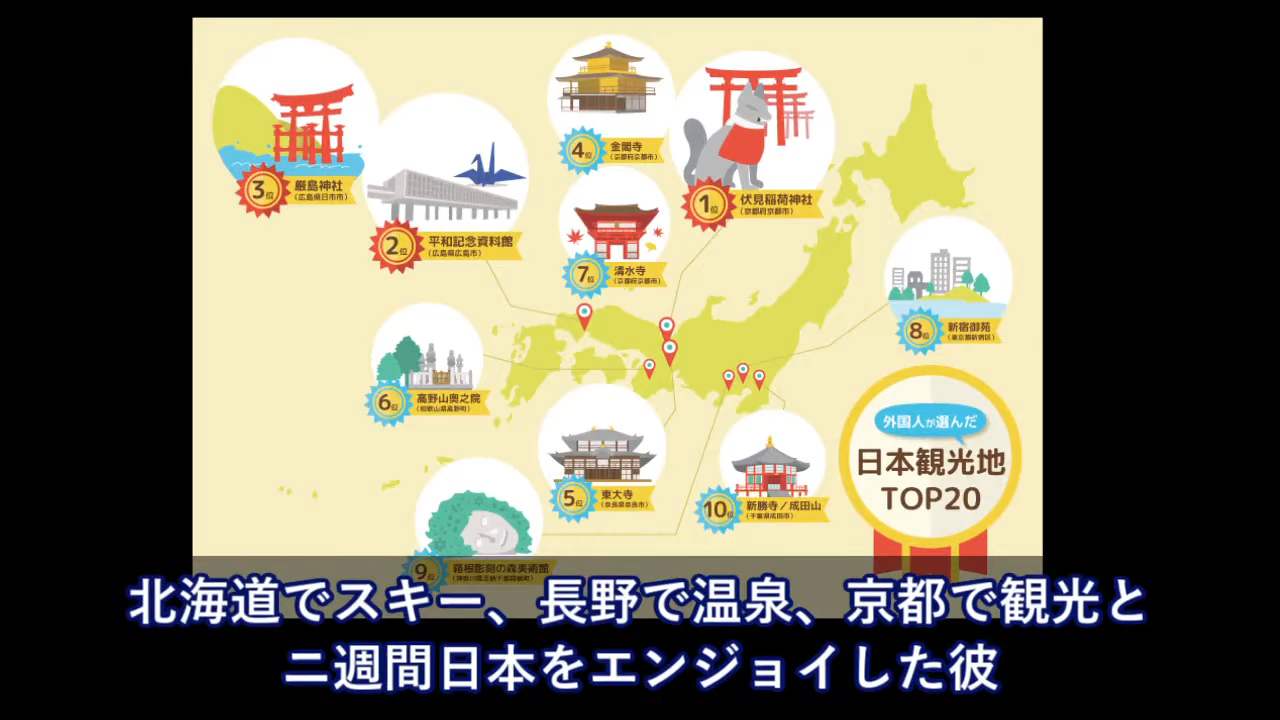 4位
金閣寺
(京都府京都市)
3位
厳島神社
(広島県日市市)
1位
伏見稲荷神社
(京都府京都市)
2位
平和記念資料館
(広島県広島市)
7位
清水寺
(京都府京都市)
8位
新宿御苑
(東京都新宿区)
6位
高野山奥之院
(和歌山県高野町)
外国人が選んだ
日本観光地
TOP20
5位
東大寺
(奈良県奈良市)
10位
新勝寺/成田山
(千葉県成田市)
9位
箱根彫刻の森美術館
北海道でスキー、長野で温泉、京都で観光と
二週間日本をエンジョイした彼